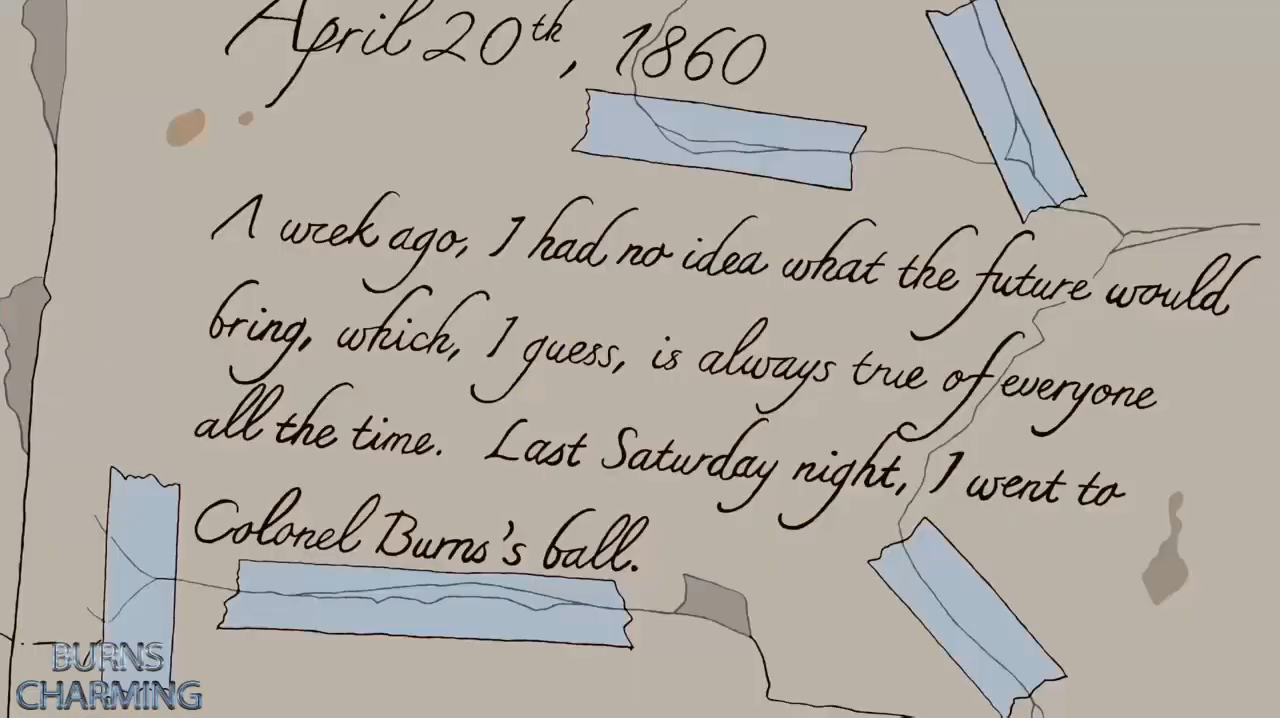 April 20th, 1860
A week ago, I had no idea what the future would
bring, which, I guess, is always true of everyone
all the time. Last Saturday night, I went to
Colonel Burns's ball.
BURNS
CHARMING